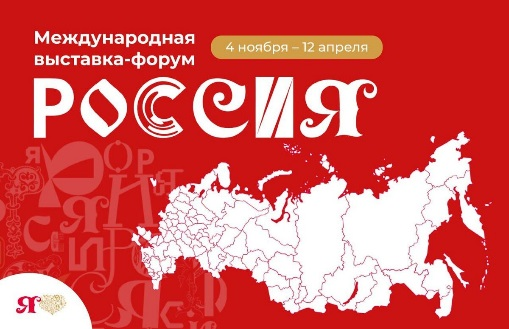 Международная
выставка-форум
4 ноября – 12 апреля
РОССИЯ
Я